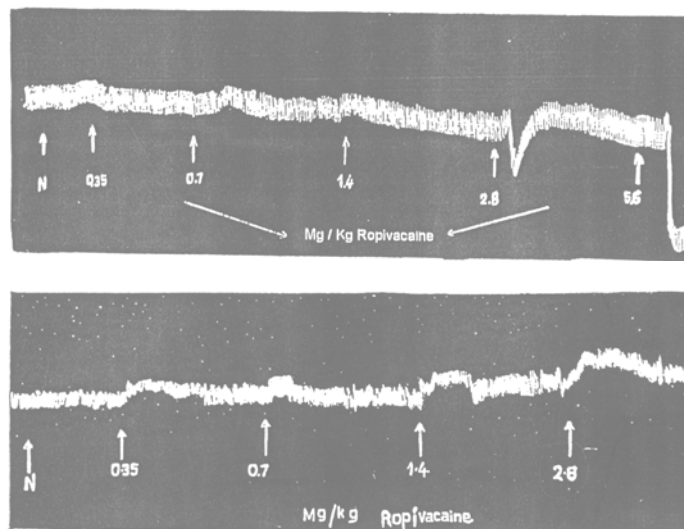 N 0.35 0.7 1.4 2.8 5.6
Mg / Kg Ropivacaine
N 0.35 0.7 1.4 2.8
Mg/kg Ropivacaine